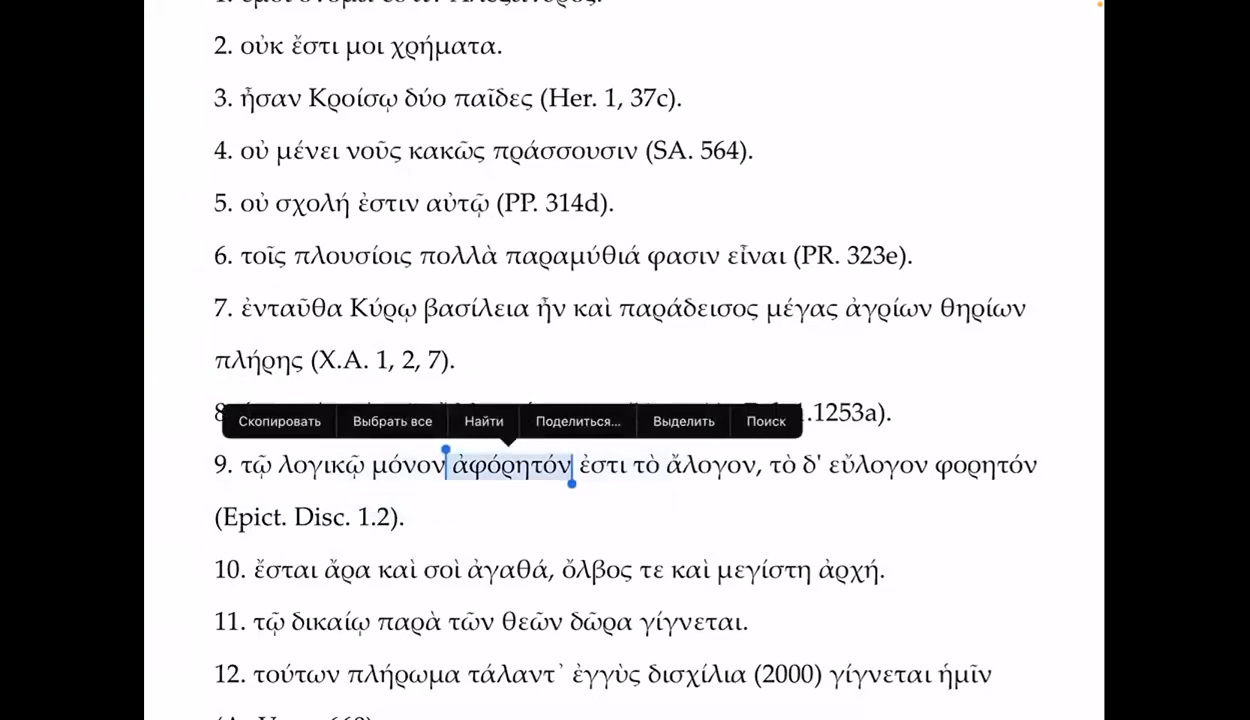 2. οὐκ ἔστι μοι χρήματα.
3. ἦσαν Κροίσῳ δύο παῖδες (Her. 1, 37c).
4. οὐ μένει νοῦς κακῶς πράσσουσιν (SA. 564).
5. οὐ σχολή ἐστιν αὐτῷ (PP. 314d).
6. τοῖς πλουσίοις πολλὰ παραμύθιά φασιν εἶναι (PR. 323e).
7. ἐνταῦθα Κύρῳ βασίλεια ἦν καὶ παράδεισος μέγας ἀγρίων θηρίων
πλήρης (X.A. 1, 2, 7).
8 .1253a).
Скопировать Выбрать все Найти Поделиться... Выделить Поиск
9. τῷ λογικῷ μόνον ἀφόρητόν ἐστι τὸ ἄλογον, τὸ δ' εὔλογον φορητόν
(Epict. Disc. 1.2).
10. ἔσται ἄρα καὶ σοὶ ἀγαθά, ὄλβος τε καὶ μεγίστη ἀρχή.
11. τῷ δικαίῳ παρὰ τῶν θεῶν δῶρα γίγνεται.
12. τούτων πλήρωμα τάλαντ᾽ ἐγγὺς δισχίλια (2000) γίγνεται ἡμῖν